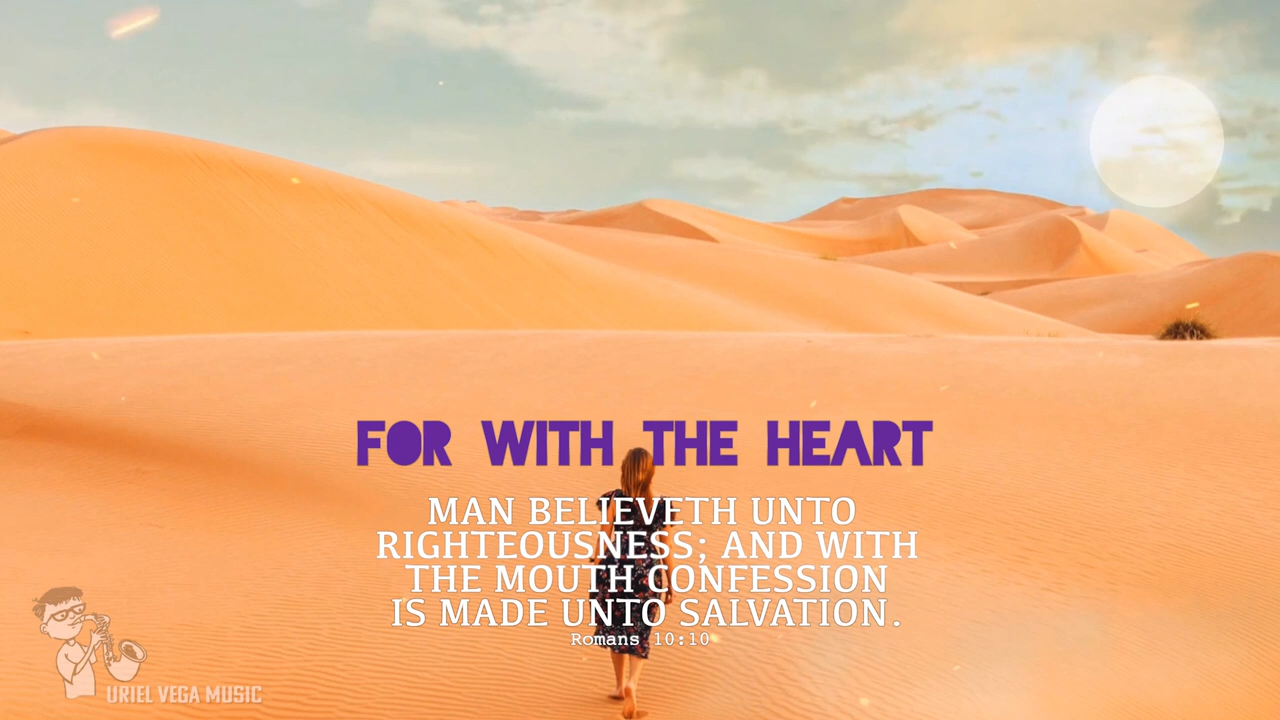 FOR WITH THE HEART
MAN BELIEVETH UNTO
RIGHTEOUSNESS; AND WITH
THE MOUTH CONFESSION
IS MADE UNTO SALVATION.
Romans 10:10
URIEL VEGA MUSIC